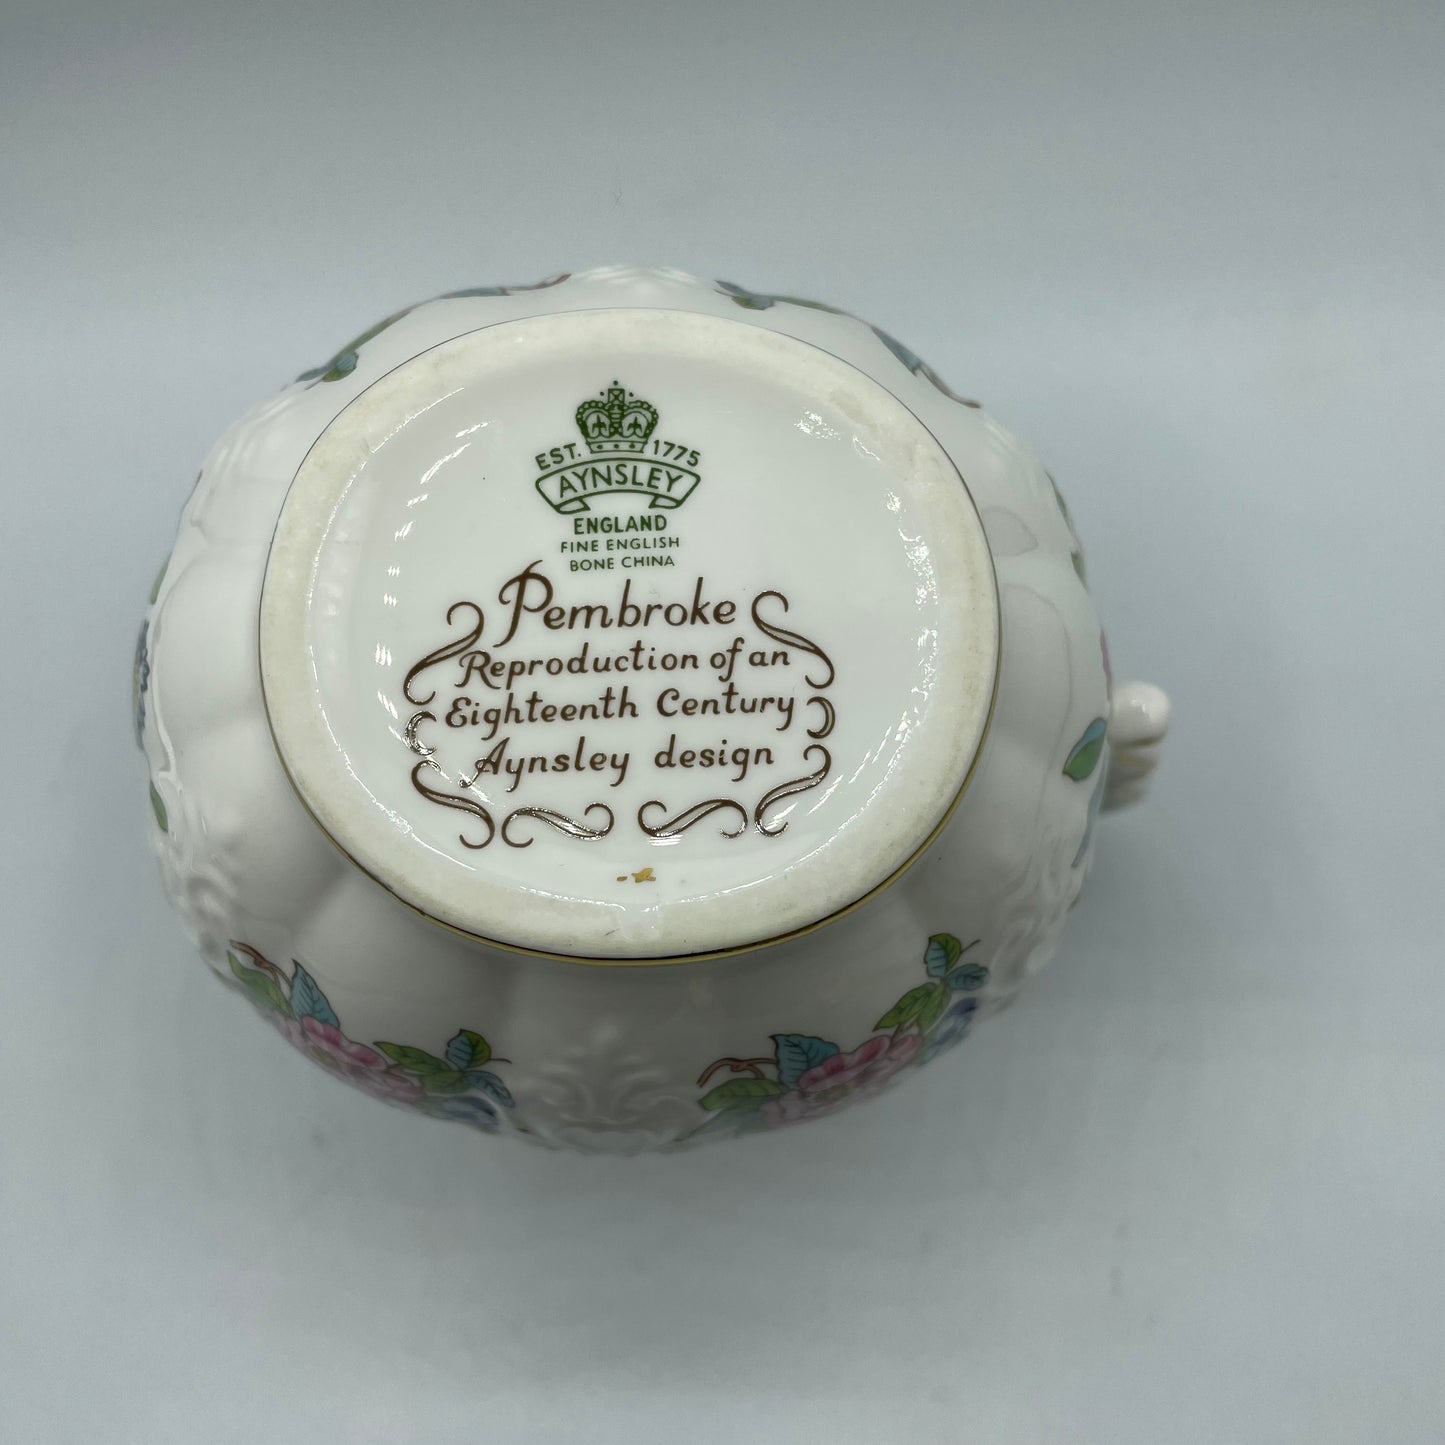 EST. 1775
AYNSLEY
ENGLAND
FINE ENGLISH
BONE CHINA
Pembroke
Reproduction of an
Eighteenth Century
Aynsley design